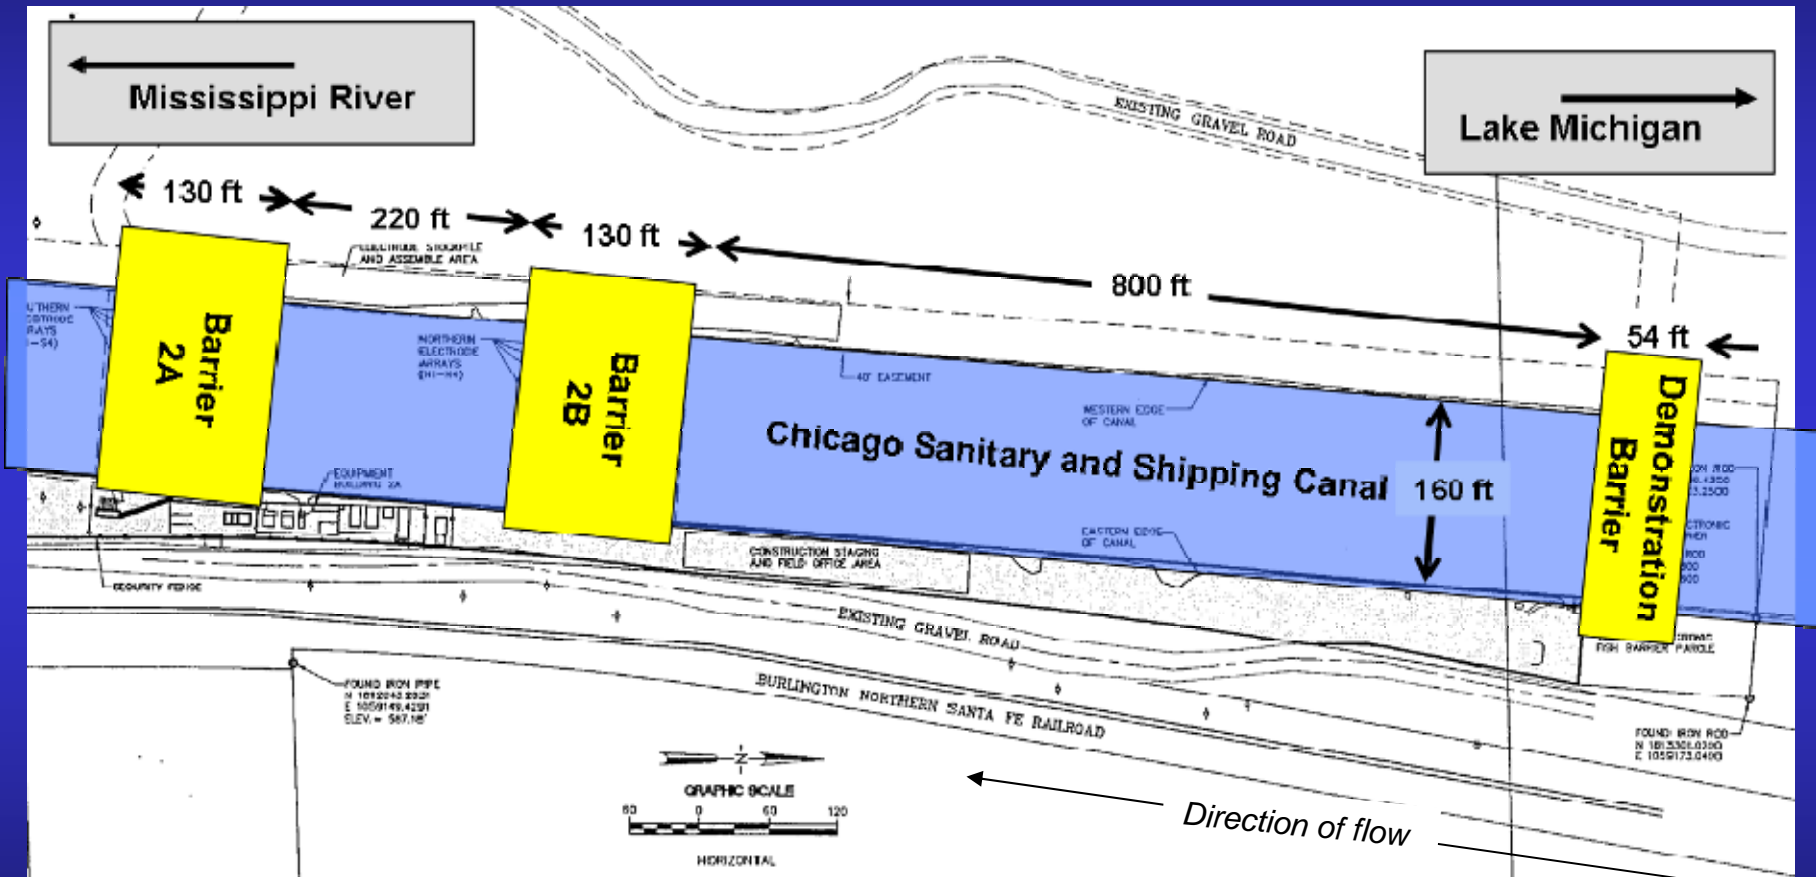 Mississippi River
Lake Michigan
EXISTING GRAVEL ROAD
130 ft
220 ft
130 ft
800 ft
54 ft
AND ASSEMBLE AREA
Barrier
2A
Barrier
2B
NORTHERN
ELECTRODE
ARRAYS
40' EASEMENT
WESTERN EDGE
OF CANAL
Chicago Sanitary and Shipping Canal
160 ft
Demonstration
Barrier
EQUIPMENT
BUILDING 2A
EASTERN EDGE
OF CANAL
CONSTRUCTION STAGING
AND FIELD OFFICE AREA
SECURITY FENCE
EXISTING GRAVEL ROAD
FISH BARRIER PARCLE
BURLINGTON NORTHERN SANTA FE RAILROAD
FOUND IRON PIPE
FOUND IRON ROD
Z
GRAPHIC SCALE
60 0 60 120
HORIZONTAL
Direction of flow